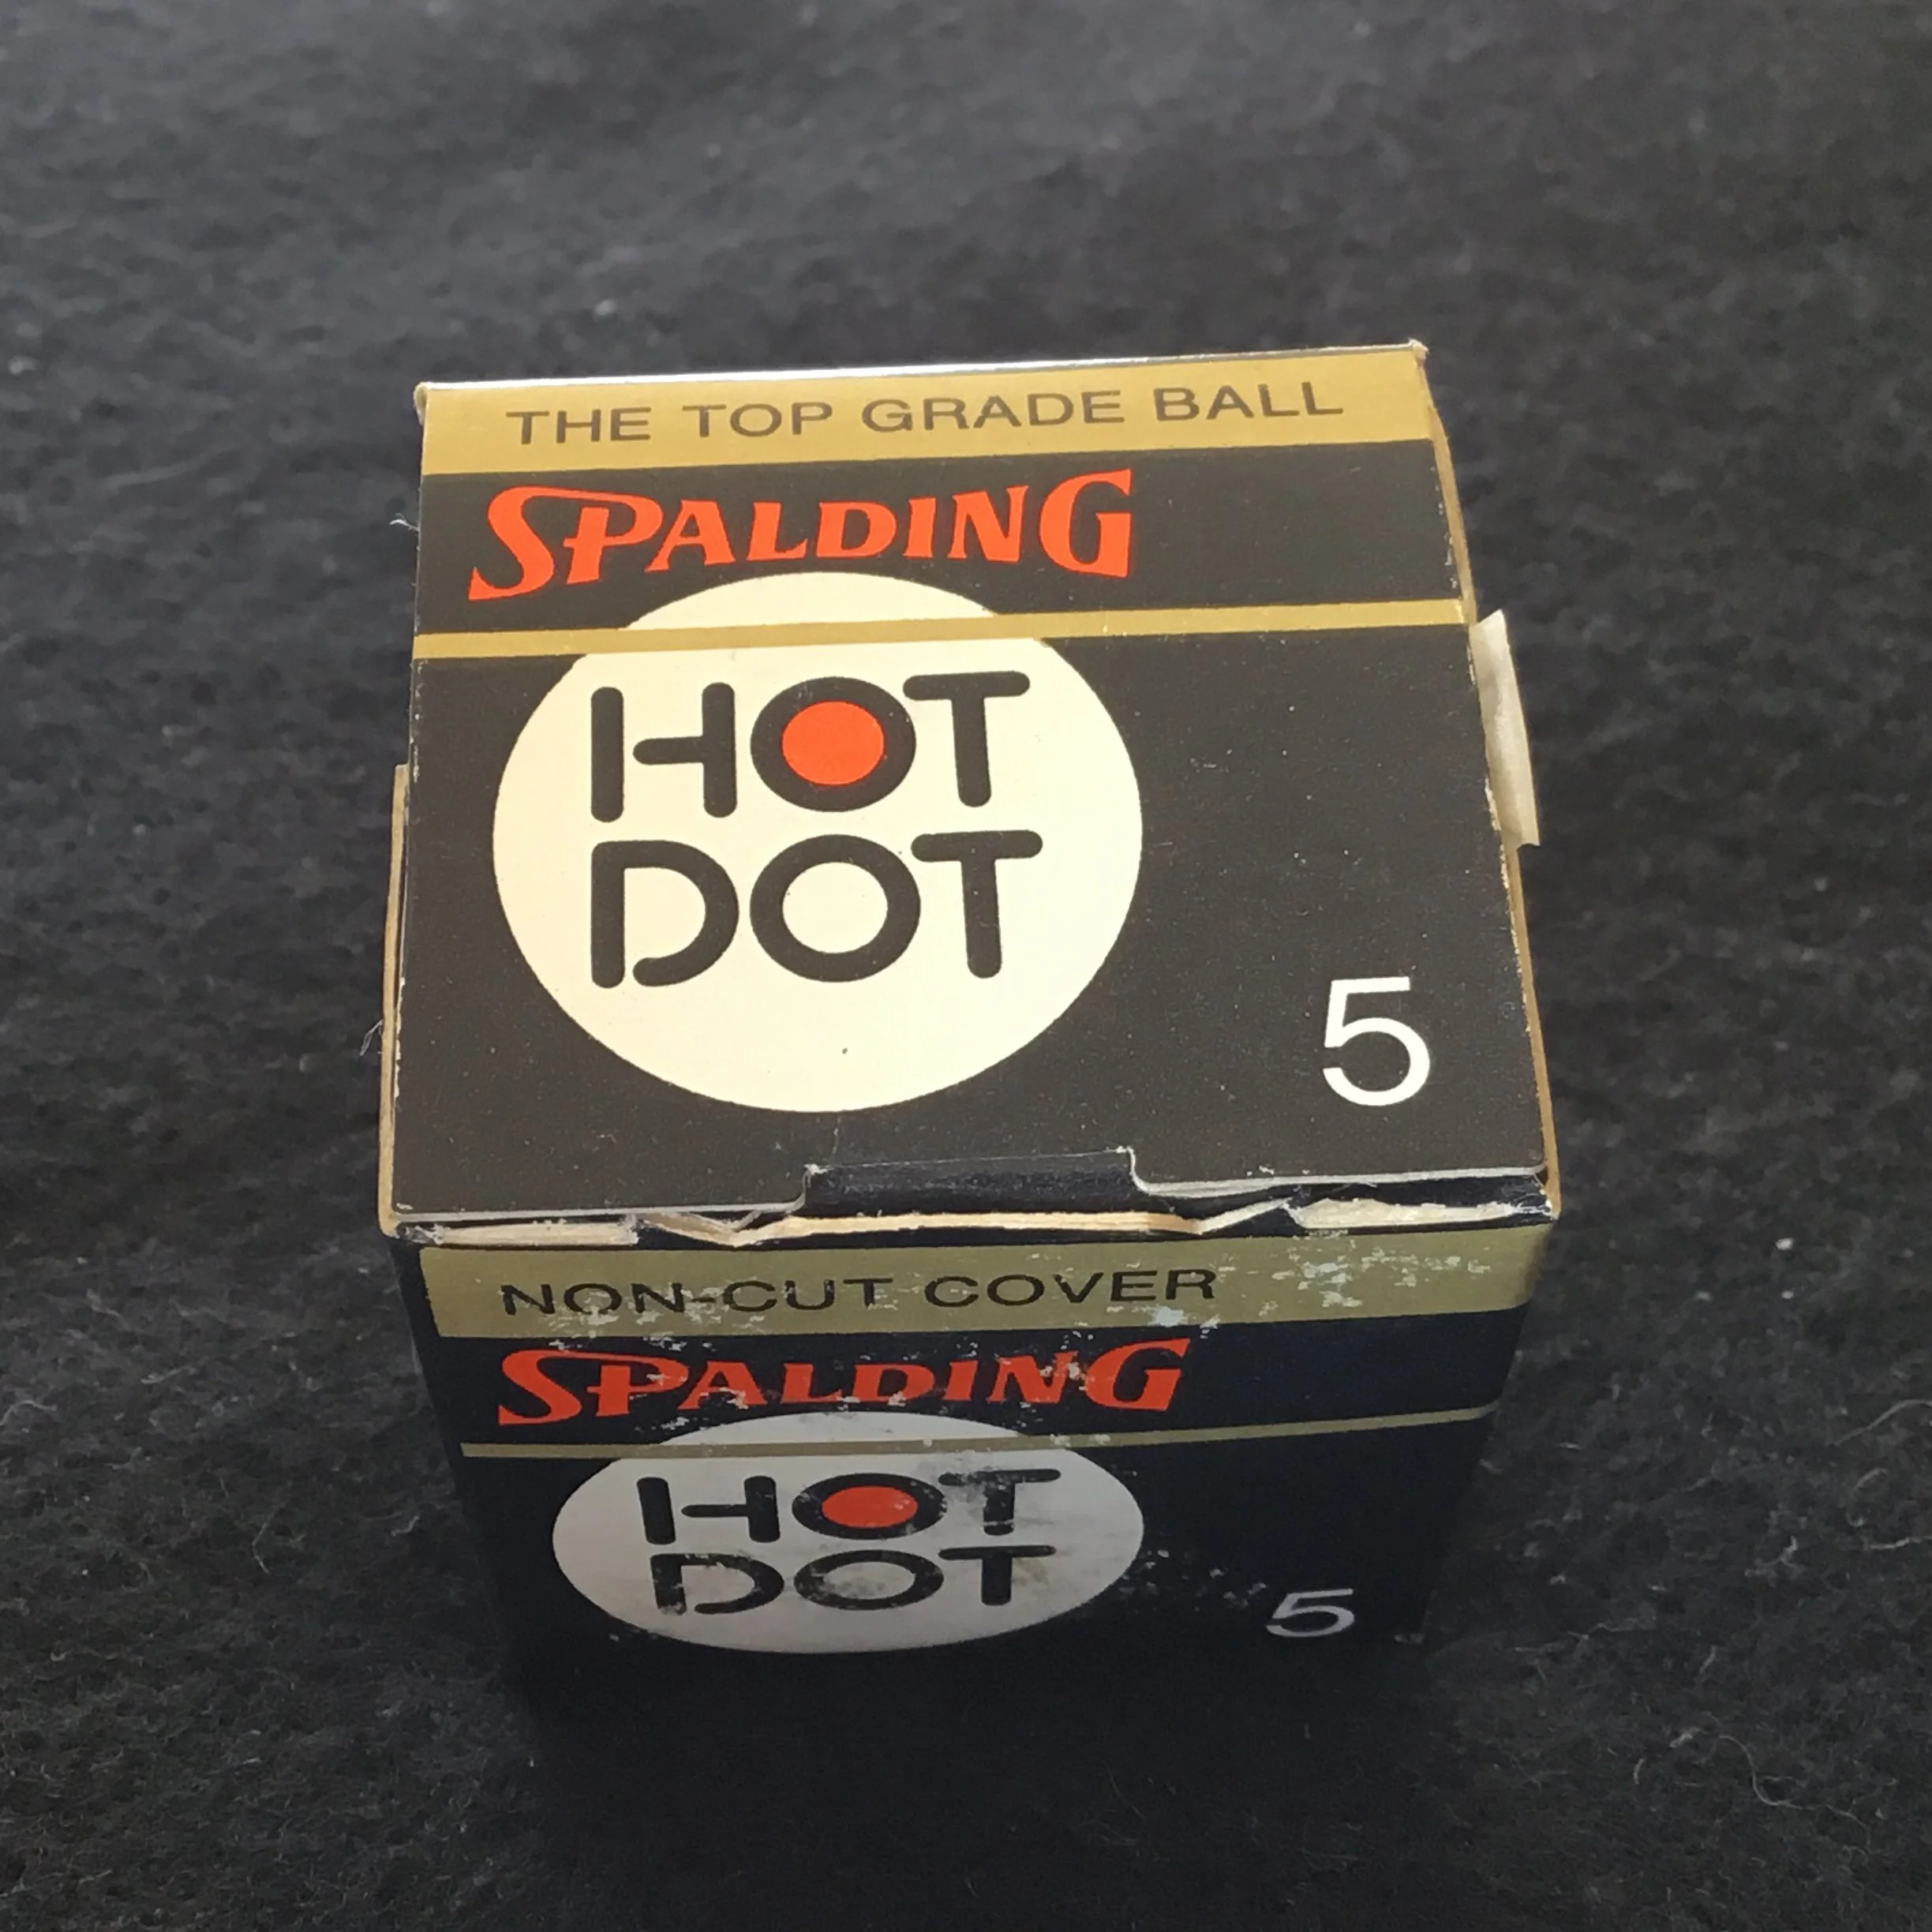 THE TOP GRADE BALL
SPALDING
HOT
DOT
5
NON-CUT COVER
SPALDING
HOT
DOT
5